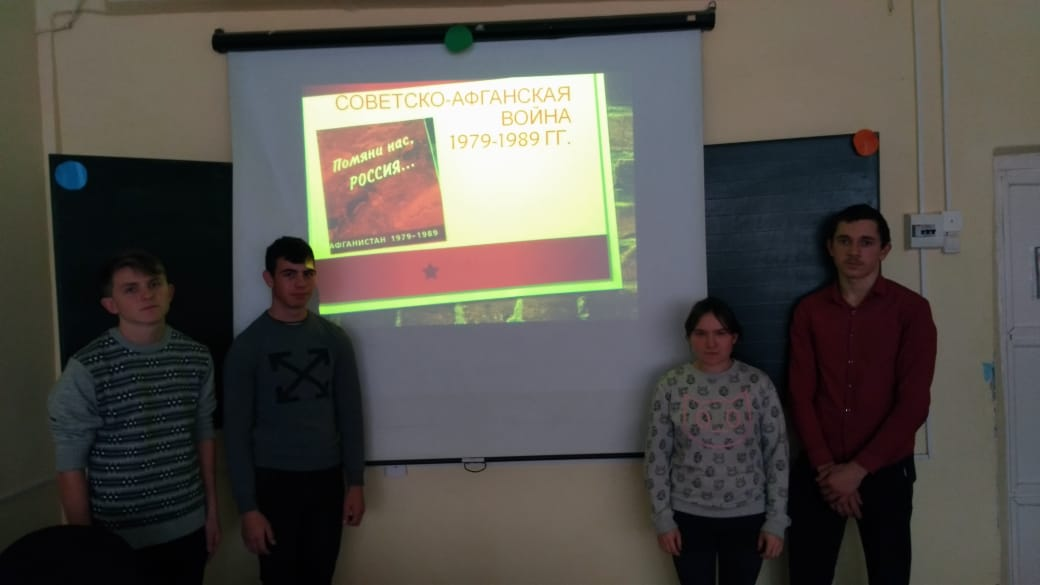 СОВЕТСКО-АФГАНСКАЯ
ВОЙНА
1979-1989 ГГ.
Помяни нас,
РОССИЯ...
АФГАНИСТАН 1979-1989